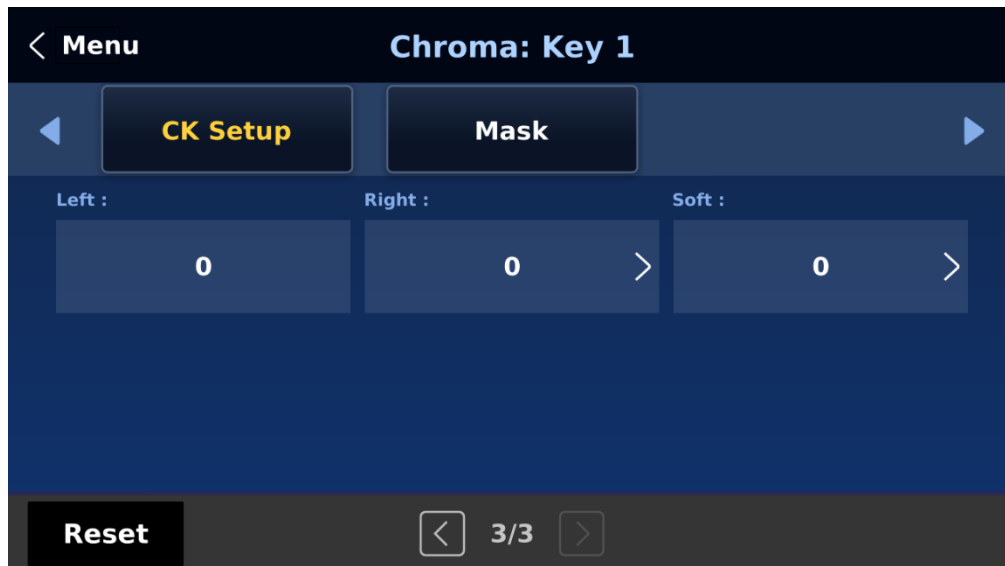 Menu
Chroma: Key 1
CK Setup
Mask
Left :
Right :
Soft :
0
0
0
Reset
3/3